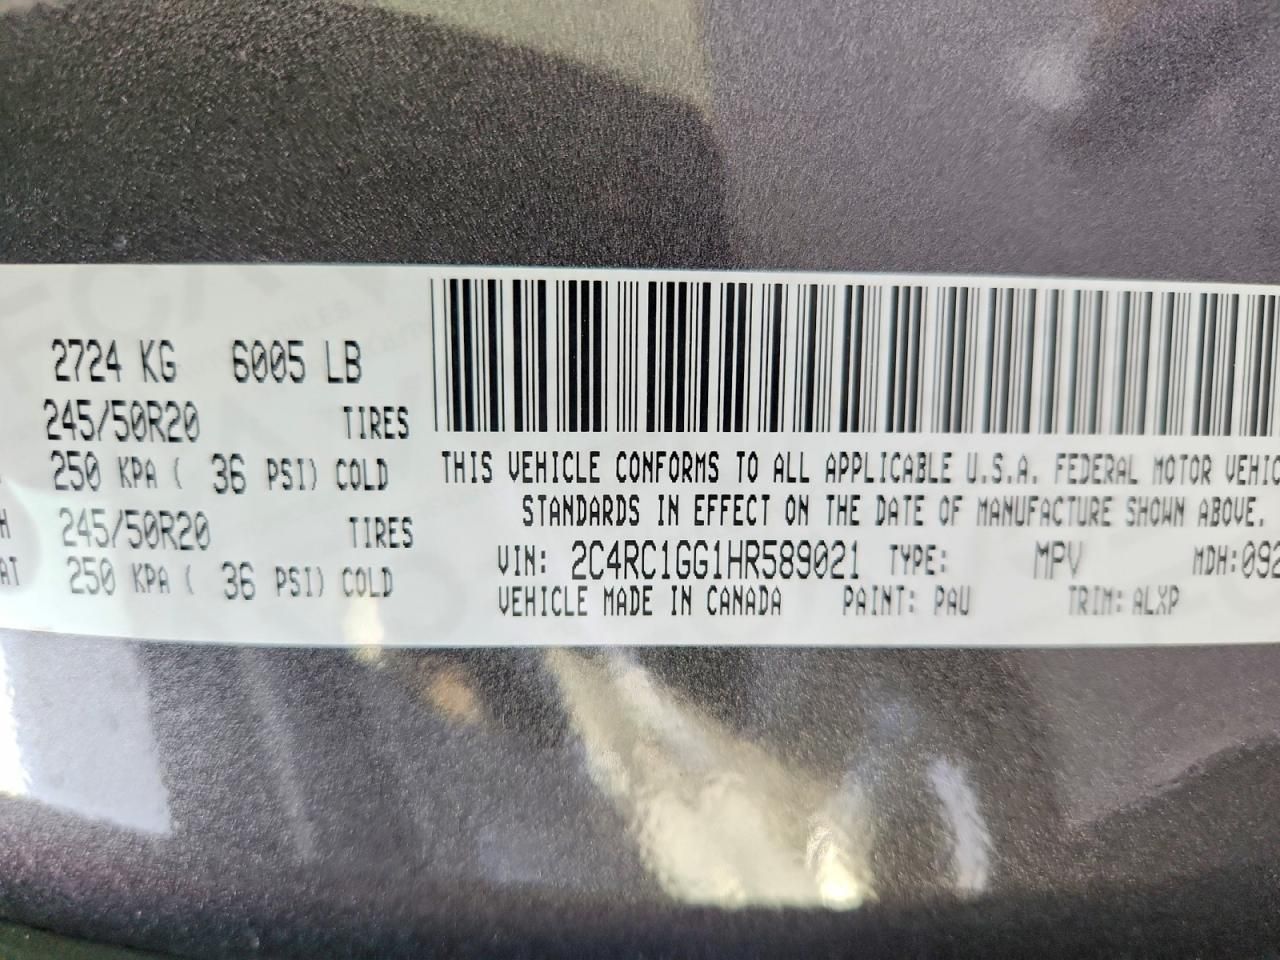 2724 KG 6005 LB
245/50R20 TIRES
250 KPA ( 36 PSI) COLD
H 245/50R20 TIRES
AT 250 KPA ( 36 PSI) COLD
THIS VEHICLE CONFORMS TO ALL APPLICABLE U.S.A. FEDERAL MOTOR VEHIC
STANDARDS IN EFFECT ON THE DATE OF MANUFACTURE SHOWN ABOVE.
VIN: 2C4RC1GG1HR589021 TYPE: MPV MDH:092
VEHICLE MADE IN CANADA PAINT: PAU TRIM: ALXP